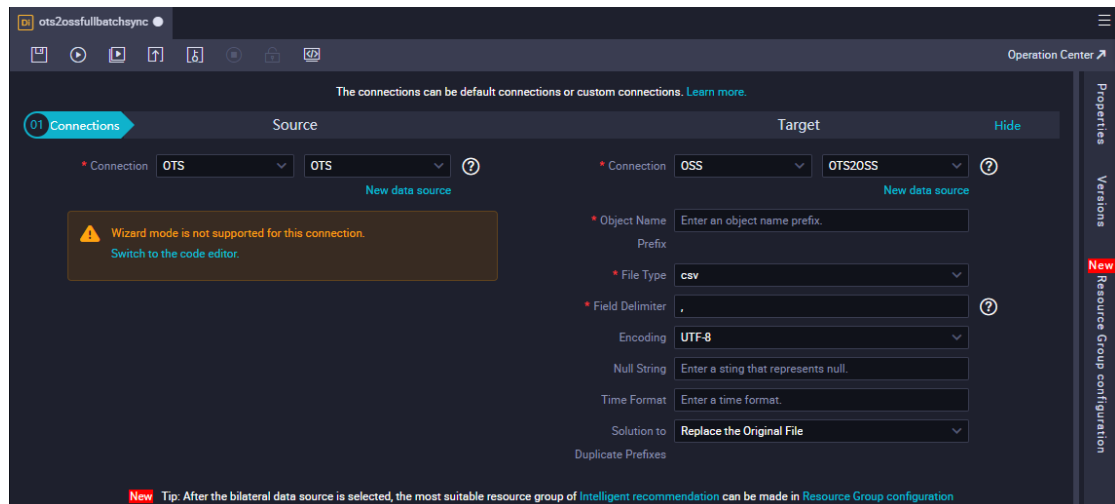 Di ots2ossfullbatchsync
Operation Center
The connections can be default connections or custom connections. Learn more.
01 Connections Source Target Hide
* Connection OTS OTS ? * Connection OSS OTS2OSS ?
New data source New data source
Wizard mode is not supported for this connection.
Switch to the code editor.
* Object Name Enter an object name prefix.
Prefix
* File Type csv
* Field Delimiter , ?
Encoding UTF-8
Null String Enter a sting that represents null.
Time Format Enter a time format.
Solution to Replace the Original File
Duplicate Prefixes
New Tip: After the bilateral data source is selected, the most suitable resource group of Intelligent recommendation can be made in Resource Group configuration
Properties
Versions
New
Resource Group configuration